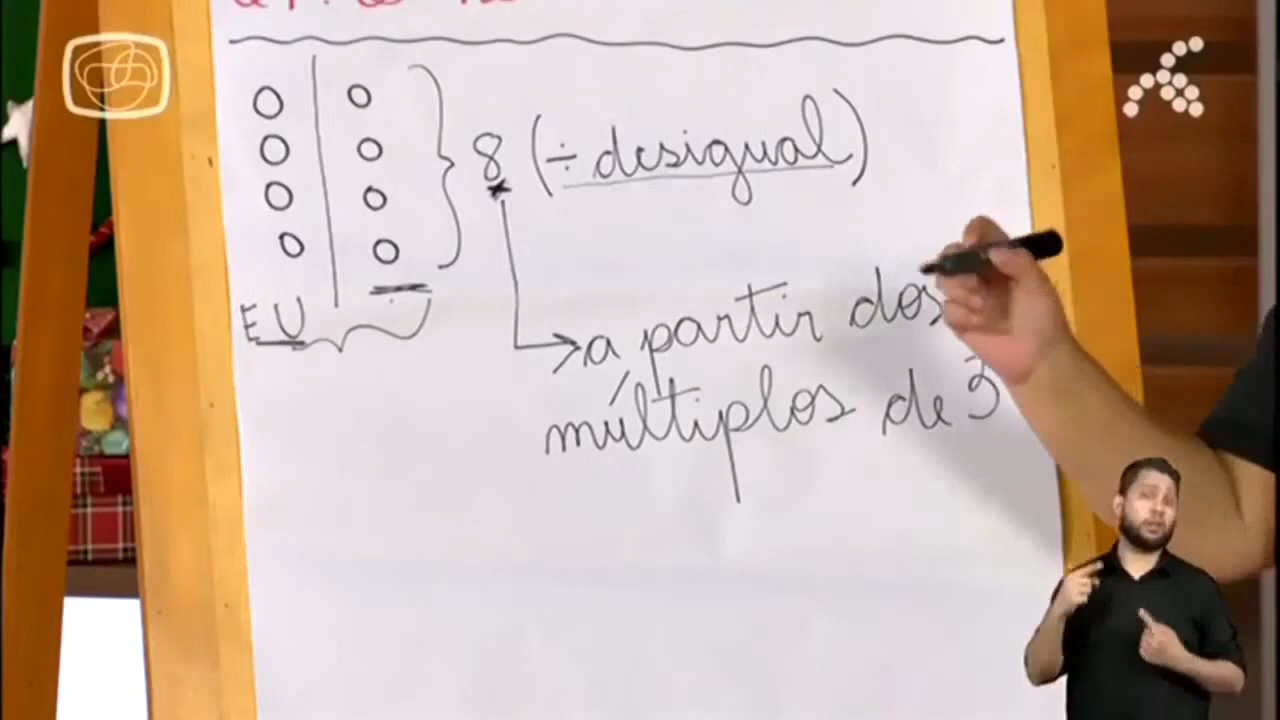 8 (÷ desigual)
EU
a partir dos
múltiplos de 3